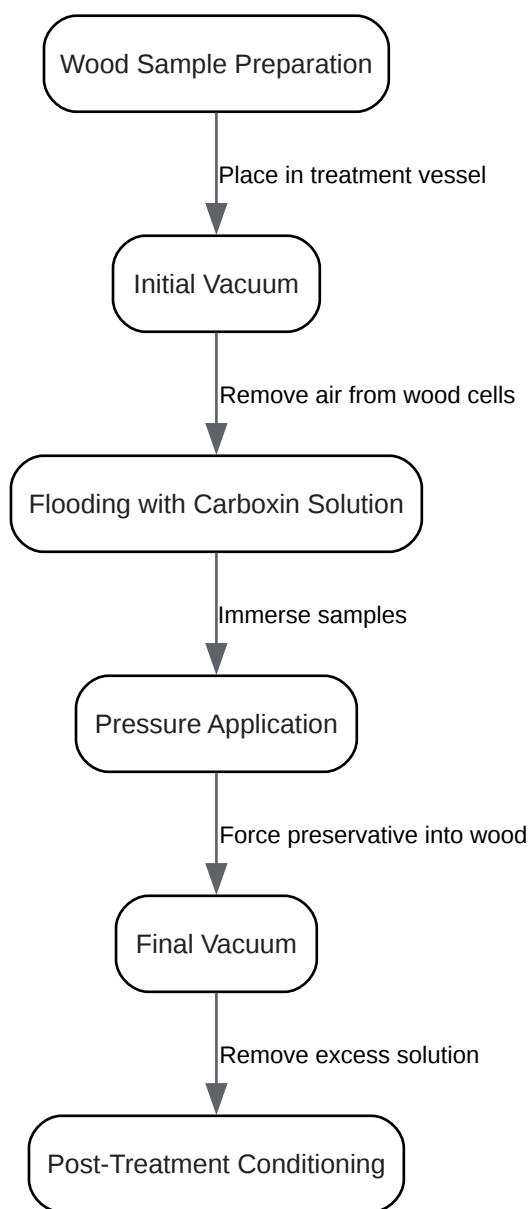 Wood Sample Preparation
Place in treatment vessel
Initial Vacuum
Remove air from wood cells
Flooding with Carboxin Solution
Immerse samples
Pressure Application
Force preservative into wood
Final Vacuum
Remove excess solution
Post-Treatment Conditioning